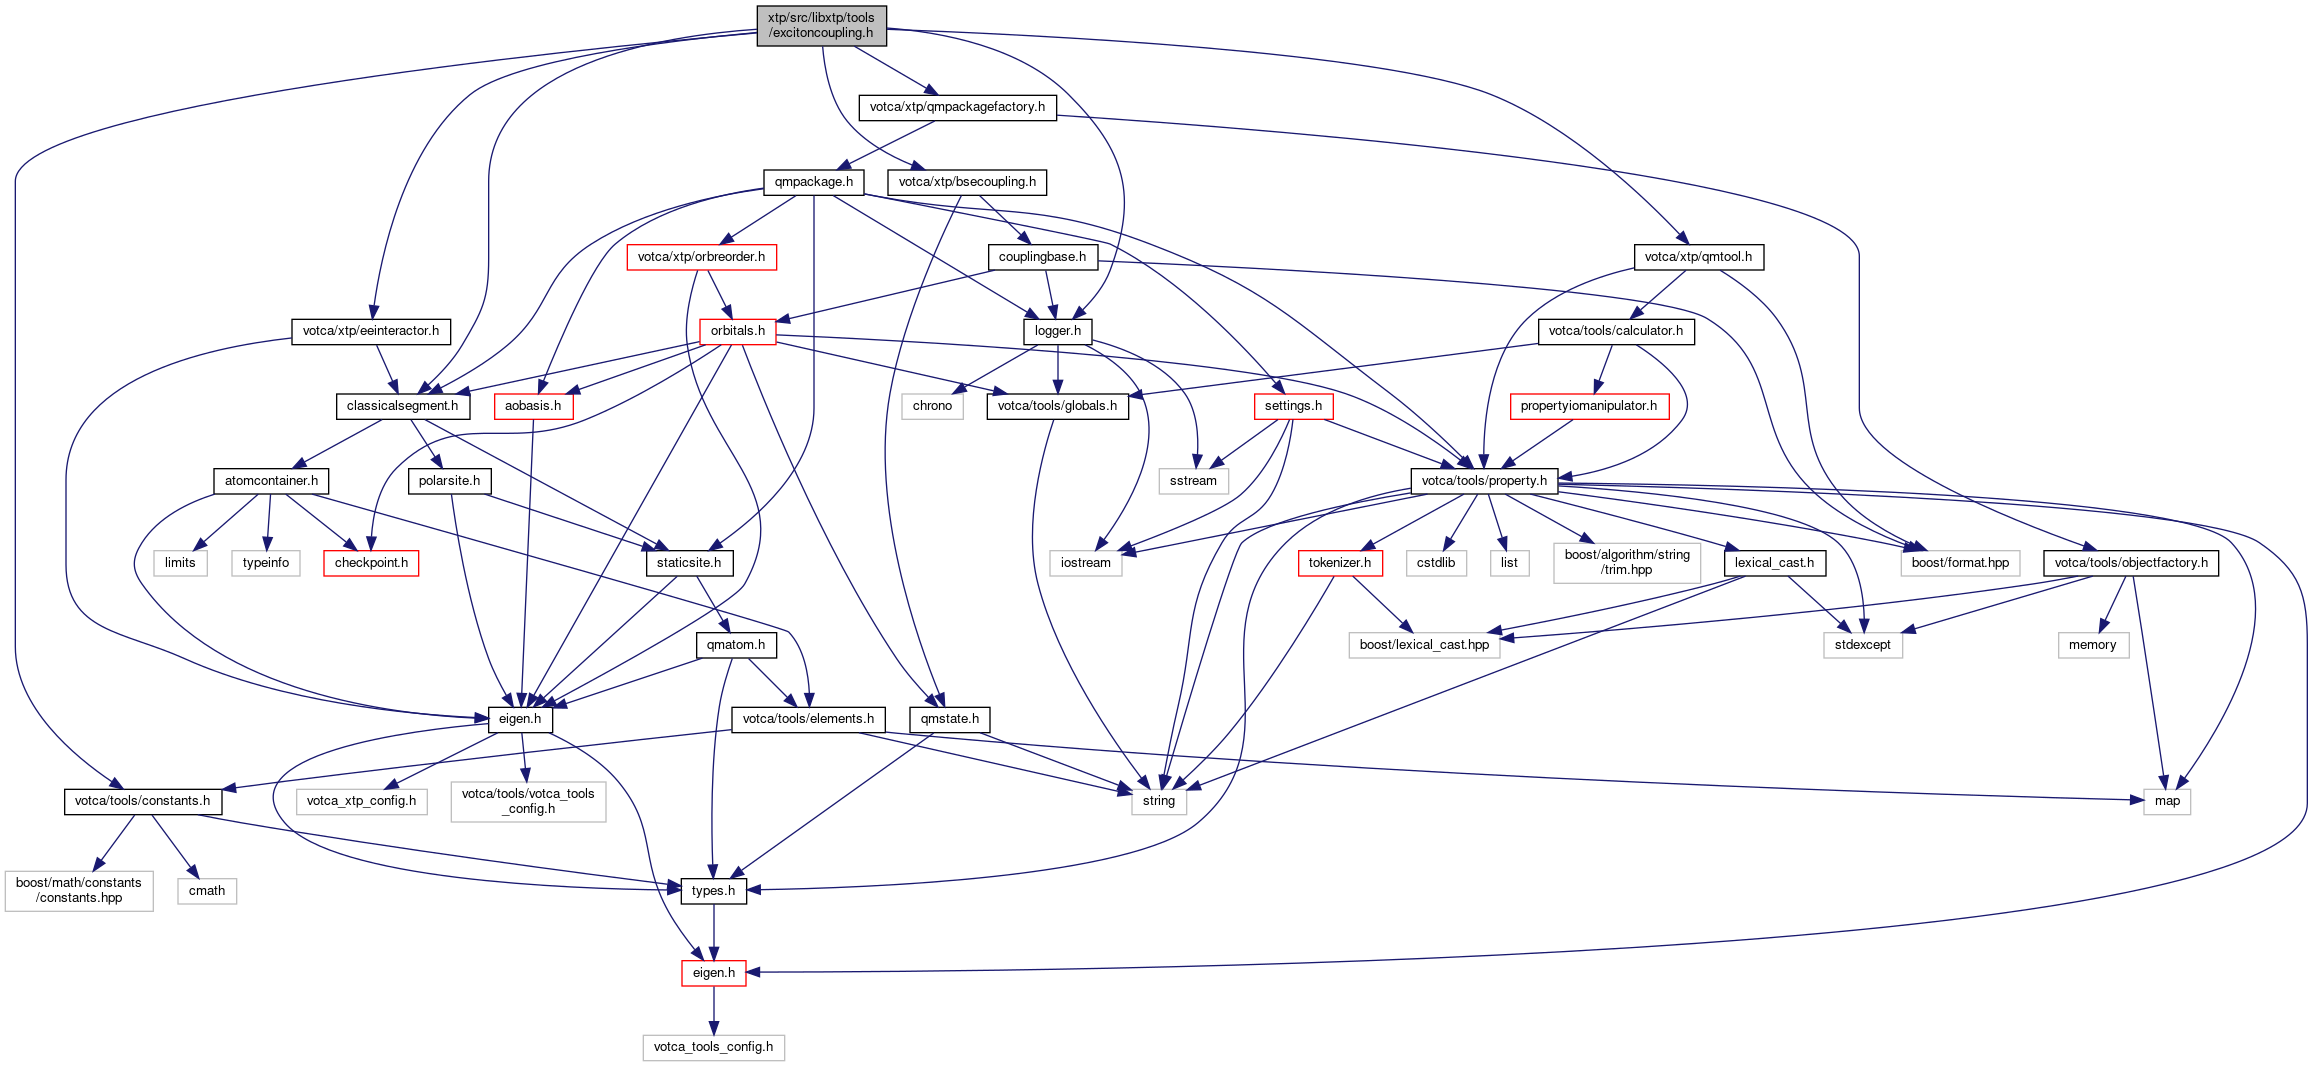 xtp/src/libxtp/tools
/excitoncoupling.h
votca/xtp/qmpackagefactory.h
qmpackage.h
votca/xtp/bsecoupling.h
votca/xtp/orbreorder.h
couplingbase.h
votca/xtp/qmtool.h
votca/xtp/eeinteractor.h
orbitals.h
logger.h
votca/tools/calculator.h
classicalsegment.h
aobasis.h
chrono
votca/tools/globals.h
settings.h
propertyiomanipulator.h
atomcontainer.h
polarsite.h
sstream
votca/tools/property.h
limits
typeinfo
checkpoint.h
staticsite.h
iostream
tokenizer.h
cstdlib
list
boost/algorithm/string
/trim.hpp
lexical_cast.h
boost/format.hpp
votca/tools/objectfactory.h
qmatom.h
boost/lexical_cast.hpp
stdexcept
memory
eigen.h
votca/tools/elements.h
qmstate.h
votca/tools/constants.h
votca_xtp_config.h
votca/tools/votca_tools
_config.h
string
map
boost/math/constants
/constants.hpp
cmath
types.h
eigen.h
votca_tools_config.h